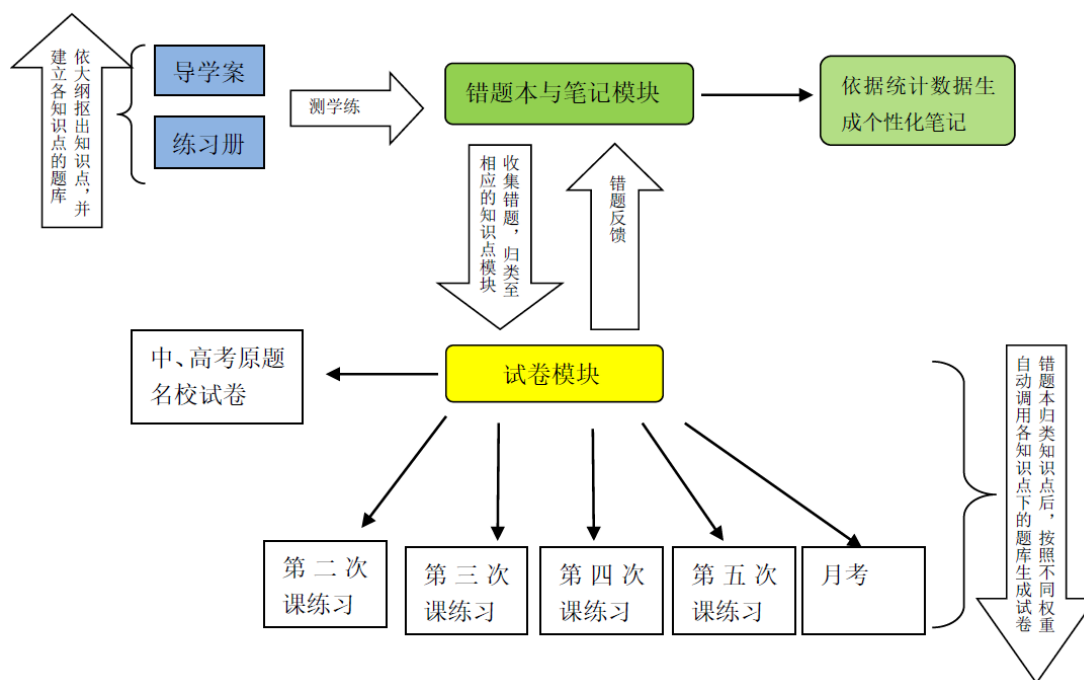 依大纲抠出知识点，并
建立各知识点的题库
导学案
练习册
测学练
错题本与笔记模块
依据统计数据生
成个性化笔记
收集错题，归类至
相应的知识点模块
错题反馈
中、高考原题
名校试卷
试卷模块
第二次
课练习
第三次
课练习
第四次
课练习
第五次
课练习
月考
错题本归类知识点后，按照不同权重
自动调用各知识点下的题库生成试卷